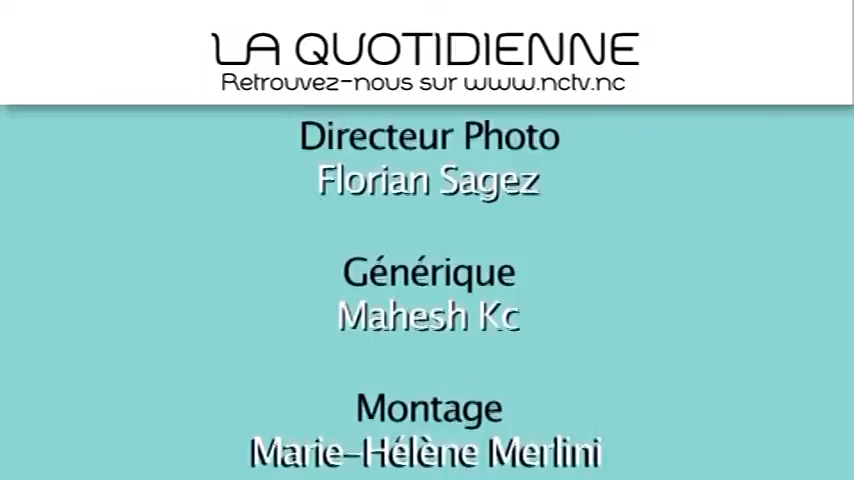 LA QUOTIDIENNE
Retrouvez-nous sur www.nctv.nc
Directeur Photo
Florian Sagez
Générique
Mahesh Kc
Montage
Marie-Hélène Merlini